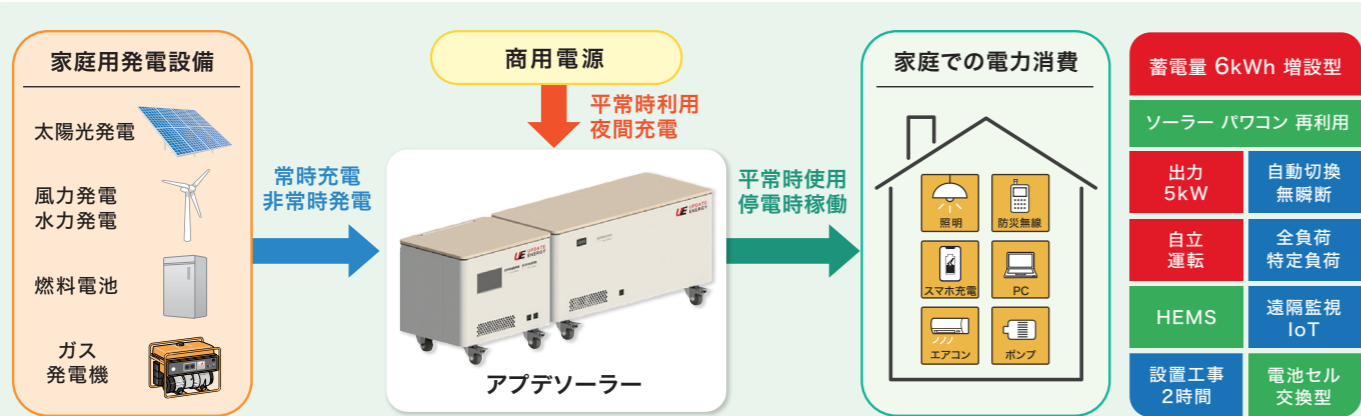 家庭用発電設備
太陽光発電
風力発電
水力発電
燃料電池
ガス
発電機
常時充電
非常時発電
商用電源
平常時利用
夜間充電
UE UPDATE
ENERGY
UE UPDATE
ENERGY
アプデソーラー
平常時使用
停電時稼働
家庭での電力消費
照明
防災無線
スマホ充電
PC
エアコン
ポンプ
蓄電量 6kWh 増設型
ソーラー パワコン 再利用
出力
5kW
自動切換
無瞬断
自立
運転
全負荷
特定負荷
HEMS
遠隔監視
IoT
設置工事
2時間
電池セル
交換型